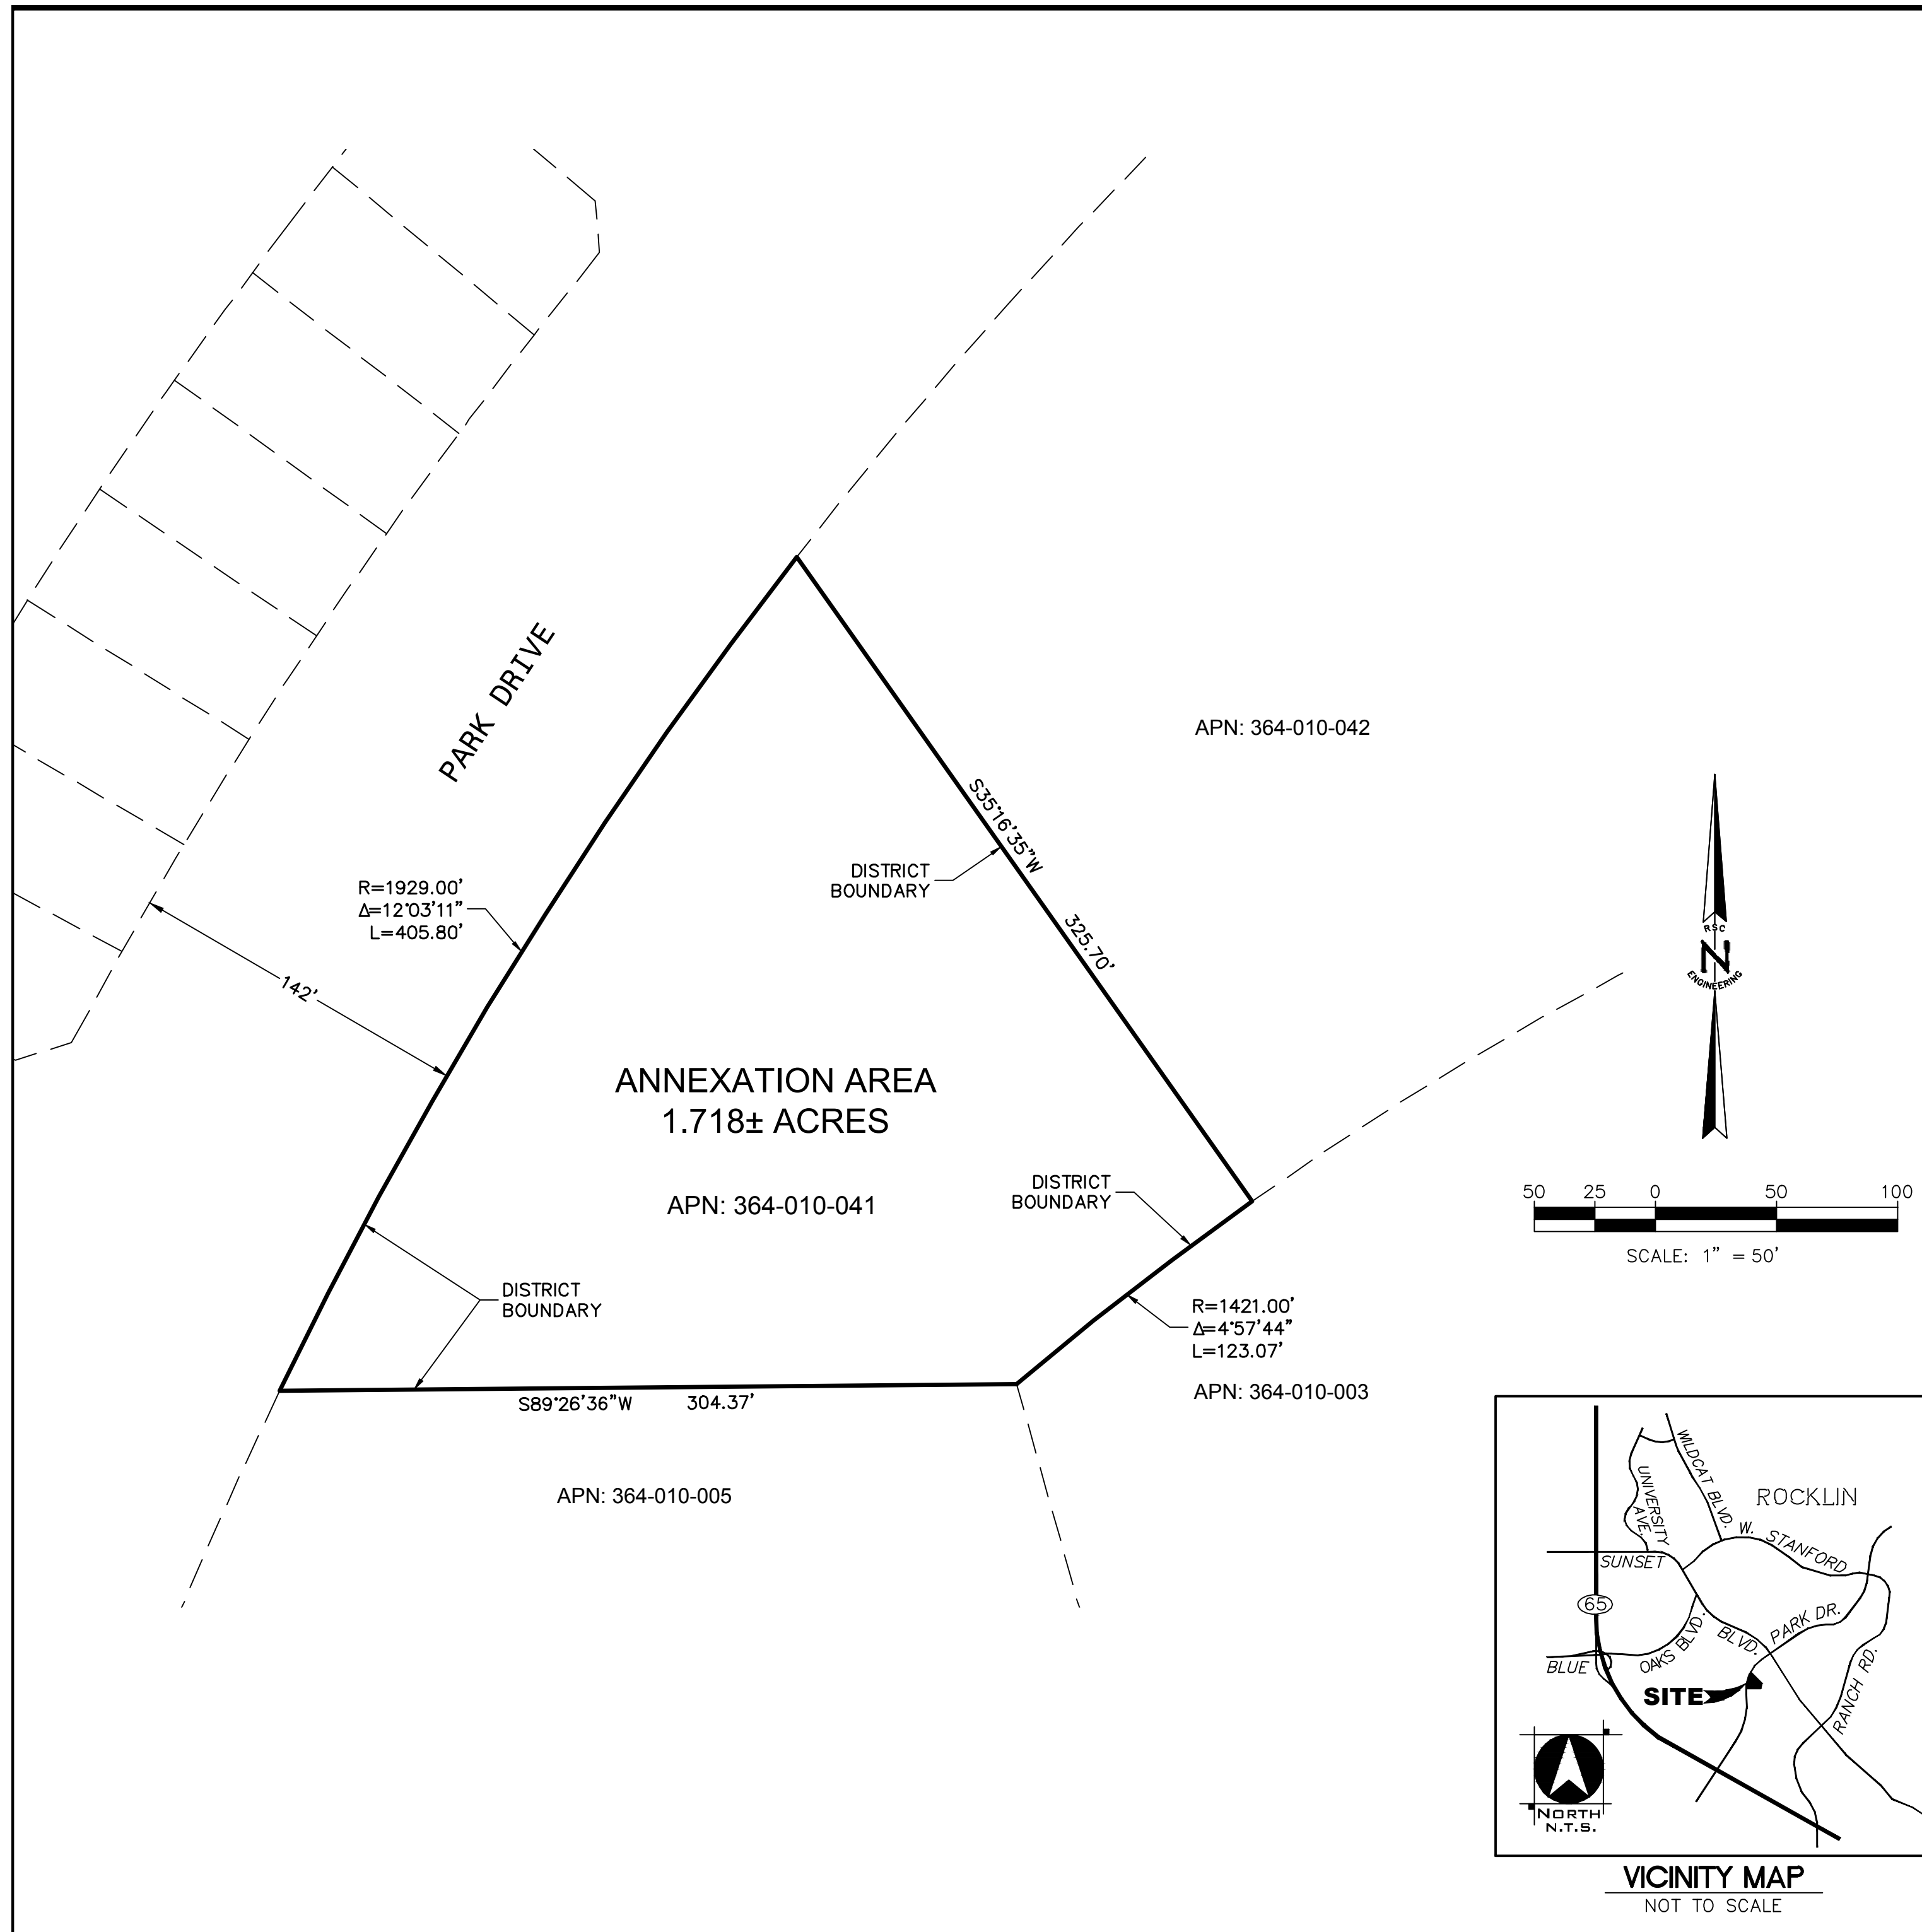 PARK DRIVE
APN: 364-010-042
S35°16'35"W
325.70'
DISTRICT
BOUNDARY
R=1929.00'
Δ=12°03'11"
L=405.80'
142'
RSC
N
ENGINEERING
ANNEXATION AREA
1.718± ACRES
APN: 364-010-041
DISTRICT
BOUNDARY
50 25 0 50 100
SCALE: 1" = 50'
DISTRICT
BOUNDARY
R=1421.00'
Δ=4°57'44"
L=123.07'
S89°26'36"W 304.37'
APN: 364-010-003
APN: 364-010-005
WILDCAT BLVD.
UNIVERSITY
AVE.
ROCKLIN
W. STANFORD
SUNSET
65
BLVD.
PARK DR.
BLUE
OAKS BLVD.
RANCH RD.
SITE
NORTH
N.T.S.
VICINITY MAP
NOT TO SCALE